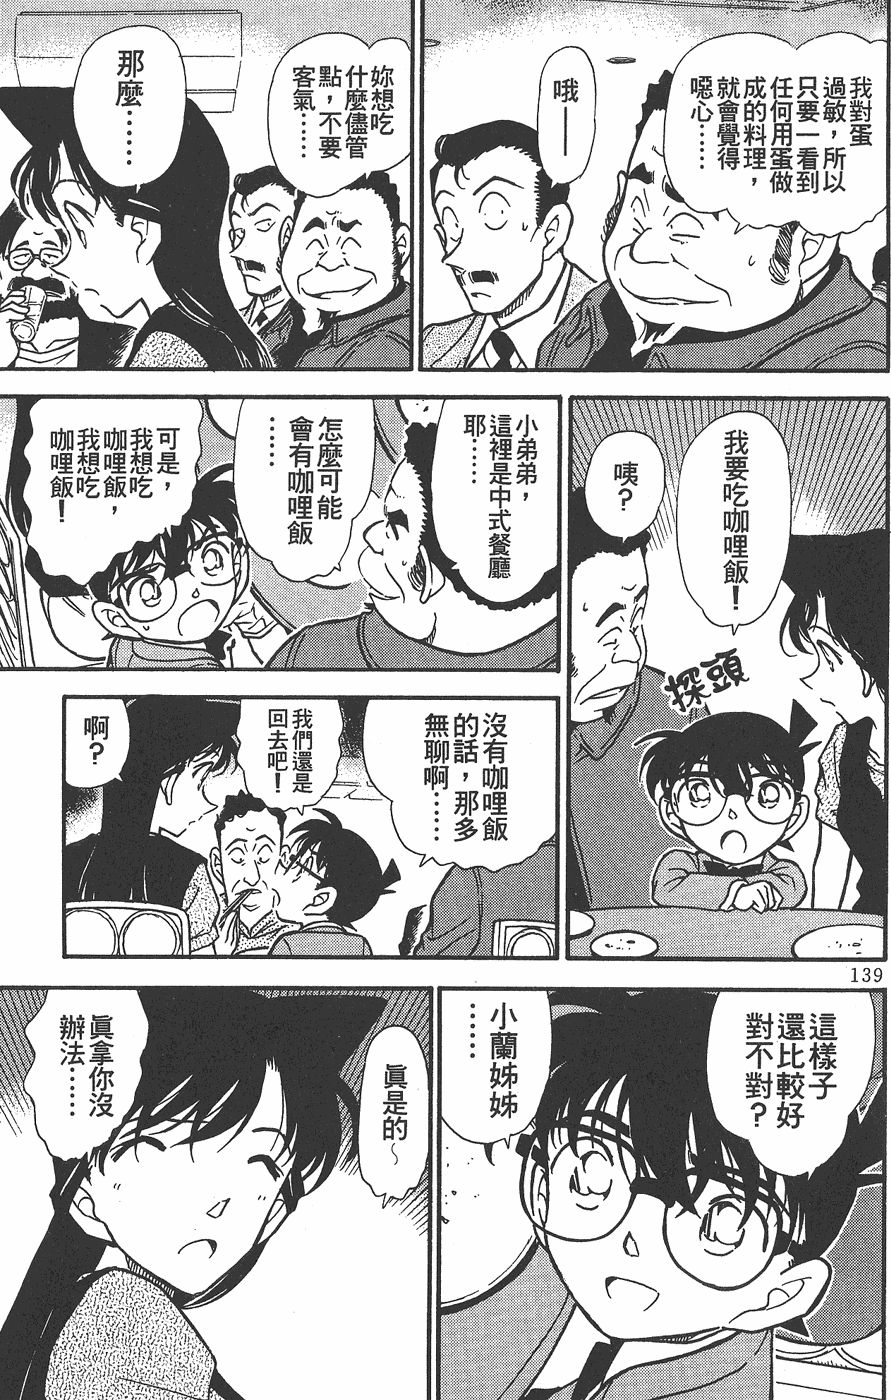 我對蛋
過敏，所以
只要一看到
任何用蛋做
成的料理，
就會覺得
噁心……
哦—
妳想吃
什麼儘管
點，不要
客氣……
那麼……
我要吃咖哩飯！
咦？
探頭
小弟弟，
這裡是中式餐廳
耶……
怎麼可能
會有咖哩飯
……
可是，
我想吃
咖哩飯，
我想吃
咖哩飯！
沒有咖哩飯
的話，那多
無聊啊……
我們還是
回去吧！
啊？
139
這樣子
還比較好
對不對？
小蘭姊姊
……
眞是的～
眞拿你沒
辦法……